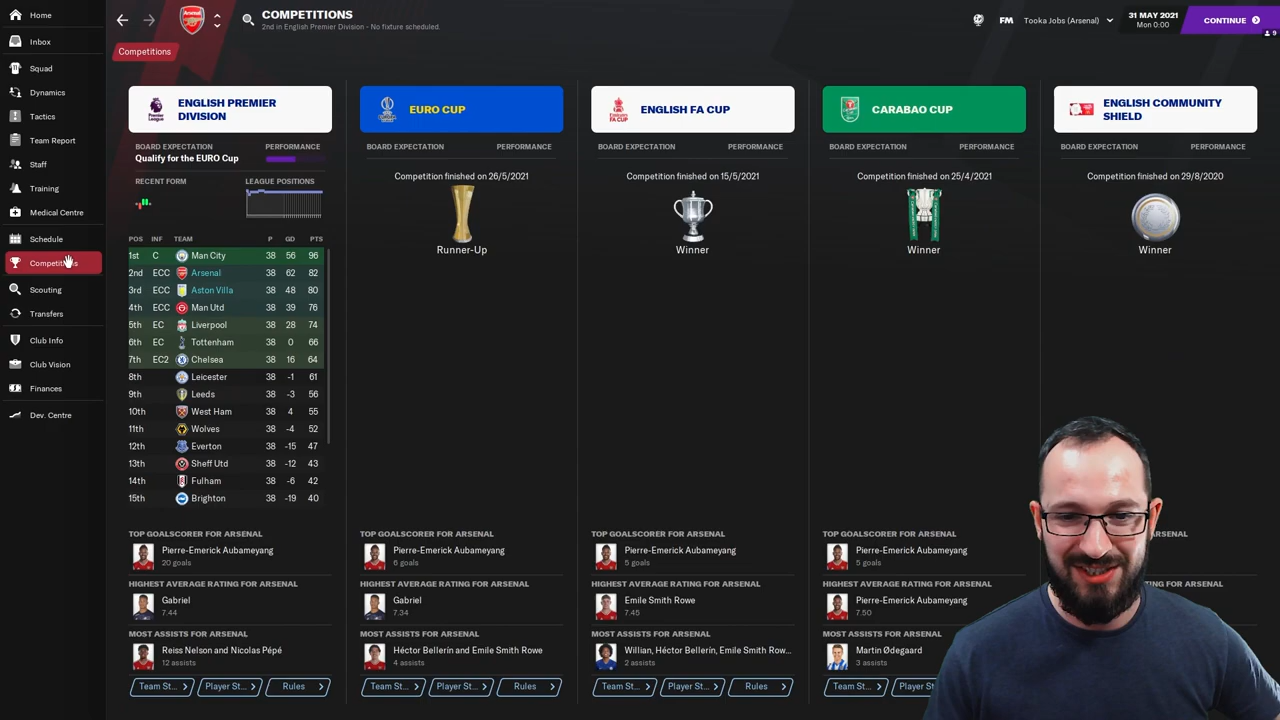 Home
Inbox
Squad
Dynamics
Tactics
Team Report
Staff
Training
Medical Centre
Schedule
Scouting
Transfers
Club Info
Club Vision
Finances
Dev. Centre
COMPETITIONS
2nd in English Premier Division - No fixture scheduled.
FM
Tooka Jobs (Arsenal)
31 MAY 2021
Mon 0:00
CONTINUE
9
Competitions
ENGLISH PREMIER
DIVISION
BOARD EXPECTATION PERFORMANCE
Qualify for the EURO Cup
RECENT FORM LEAGUE POSITIONS
POS INF TEAM P GD PTS
1st C Man City 38 56 96
2nd ECC Arsenal 38 62 82
3rd ECC Aston Villa 38 48 80
4th ECC Man Utd 38 39 76
5th EC Liverpool 38 28 74
6th EC Tottenham 38 0 66
7th EC2 Chelsea 38 16 64
8th Leicester 38 -1 61
9th Leeds 38 -3 56
10th West Ham 38 4 55
11th Wolves 38 -4 52
12th Everton 38 -15 47
13th Sheff Utd 38 -12 43
14th Fulham 38 -6 42
15th Brighton 38 -19 40
TOP GOALSCORER FOR ARSENAL
Pierre-Emerick Aubameyang
20 goals
HIGHEST AVERAGE RATING FOR ARSENAL
Gabriel
7.44
MOST ASSISTS FOR ARSENAL
Reiss Nelson and Nicolas Pépé
12 assists
Team St... Player St... Rules
EURO CUP
BOARD EXPECTATION PERFORMANCE
Competition finished on 26/5/2021
Runner-Up
TOP GOALSCORER FOR ARSENAL
Pierre-Emerick Aubameyang
6 goals
HIGHEST AVERAGE RATING FOR ARSENAL
Gabriel
7.34
MOST ASSISTS FOR ARSENAL
Héctor Bellerín and Emile Smith Rowe
4 assists
Team St... Player St... Rules
ENGLISH FA CUP
BOARD EXPECTATION PERFORMANCE
Competition finished on 15/5/2021
Winner
TOP GOALSCORER FOR ARSENAL
Pierre-Emerick Aubameyang
5 goals
HIGHEST AVERAGE RATING FOR ARSENAL
Emile Smith Rowe
7.45
MOST ASSISTS FOR ARSENAL
Willian, Héctor Bellerín, Emile Smith Row...
2 assists
Team St... Player St... Rules
CARABAO CUP
BOARD EXPECTATION PERFORMANCE
Competition finished on 25/4/2021
Winner
TOP GOALSCORER FOR ARSENAL
Pierre-Emerick Aubameyang
5 goals
HIGHEST AVERAGE RATING FOR ARSENAL
Pierre-Emerick Aubameyang
7.50
MOST ASSISTS FOR ARSENAL
Martin Ødegaard
3 assists
Team St... Player
ENGLISH COMMUNITY
SHIELD
BOARD EXPECTATION PERFORMANCE
Competition finished on 29/8/2020
Winner